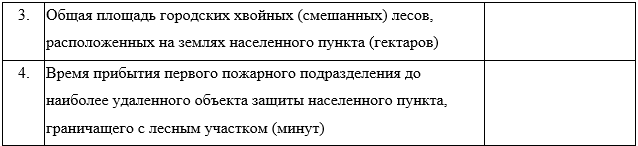 3. Общая площадь городских хвойных (смешанных) лесов,
расположенных на землях населенного пункта (гектаров)
4. Время прибытия первого пожарного подразделения до
наиболее удаленного объекта защиты населенного пункта,
граничащего с лесным участком (минут)